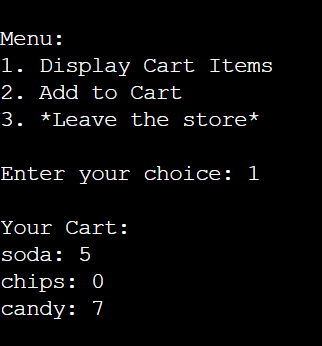 Menu:
1. Display Cart Items
2. Add to Cart
3. *Leave the store*
Enter your choice: 1
Your Cart:
soda: 5
chips: 0
candy: 7